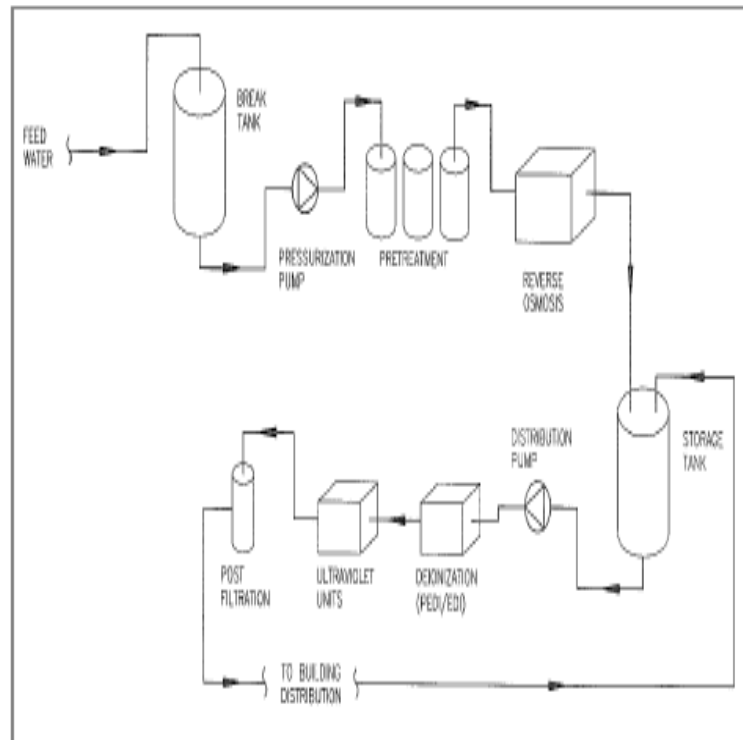 FEED
WATER
BREAK
TANK
PRESSURIZATION
PUMP
PRETREATMENT
REVERSE
OSMOSIS
STORAGE
TANK
DISTRIBUTION
PUMP
DEIONIZATION
(PEDI/EDI)
ULTRAVIOLET
UNITS
POST
FILTRATION
TO BUILDING
DISTRIBUTION